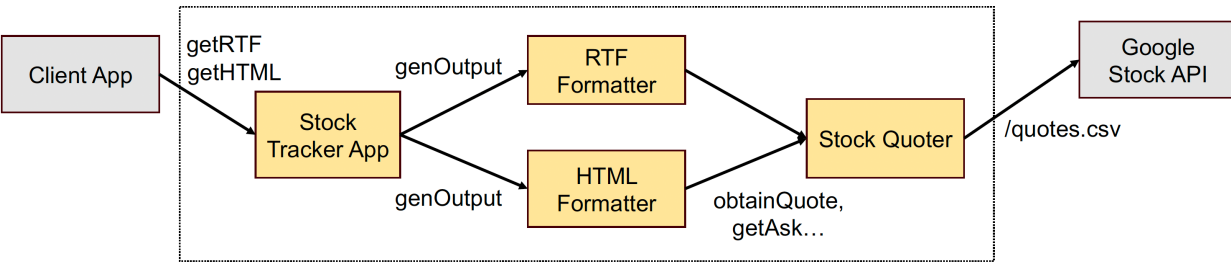 Client App
getRTF
getHTML
Stock
Tracker App
genOutput
genOutput
RTF
Formatter
HTML
Formatter
obtainQuote,
getAsk...
Stock Quoter
/quotes.csv
Google
Stock API